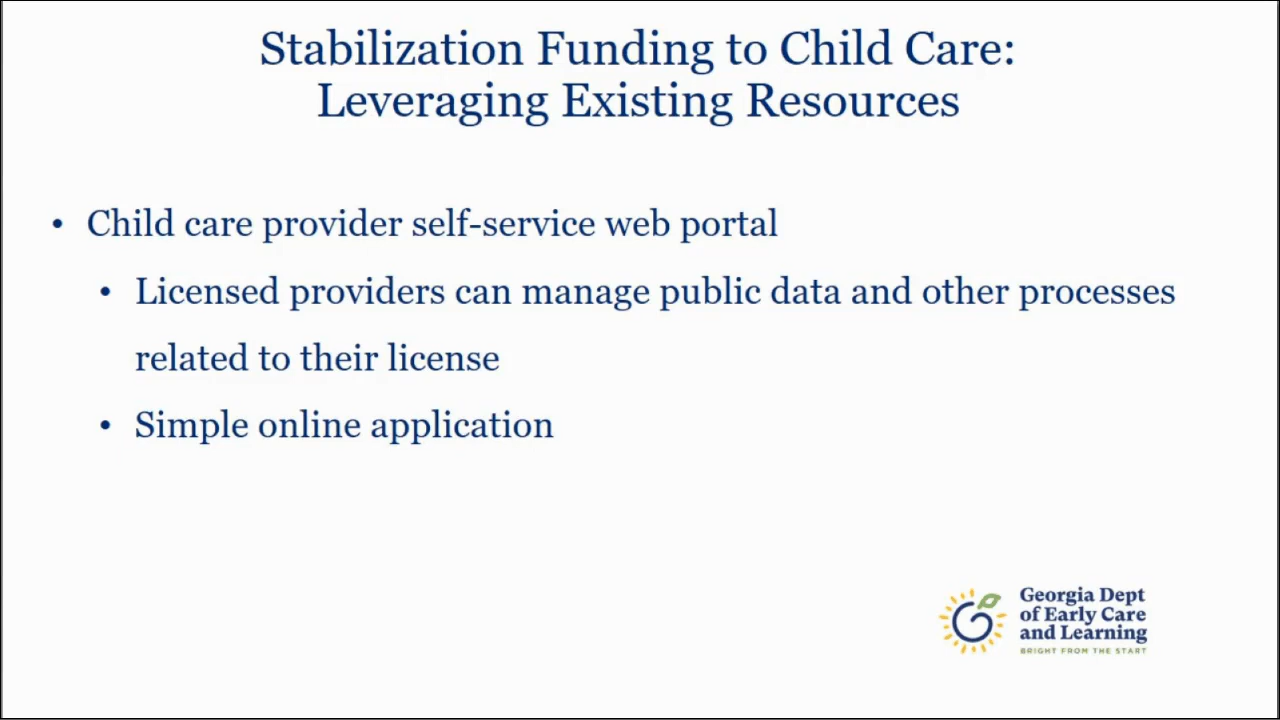 Stabilization Funding to Child Care:
Leveraging Existing Resources
• Child care provider self-service web portal
• Licensed providers can manage public data and other processes
related to their license
• Simple online application
Georgia Dept
of Early Care
and Learning
BRIGHT FROM THE START